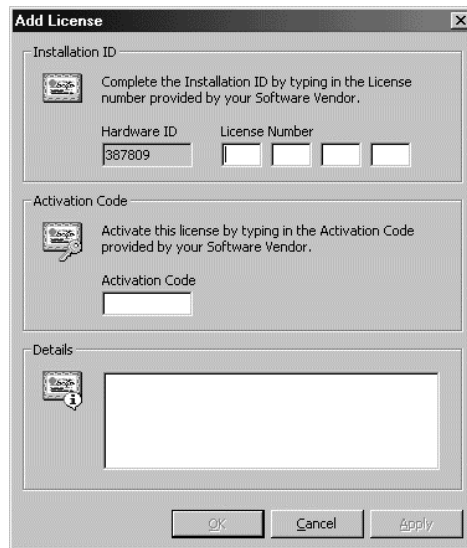 Add License
Installation ID
Complete the Installation ID by typing in the License
number provided by your Software Vendor.
Hardware ID License Number
387809
Activation Code
Activate this license by typing in the Activation Code
provided by your Software Vendor.
Activation Code
Details
OK Cancel Apply